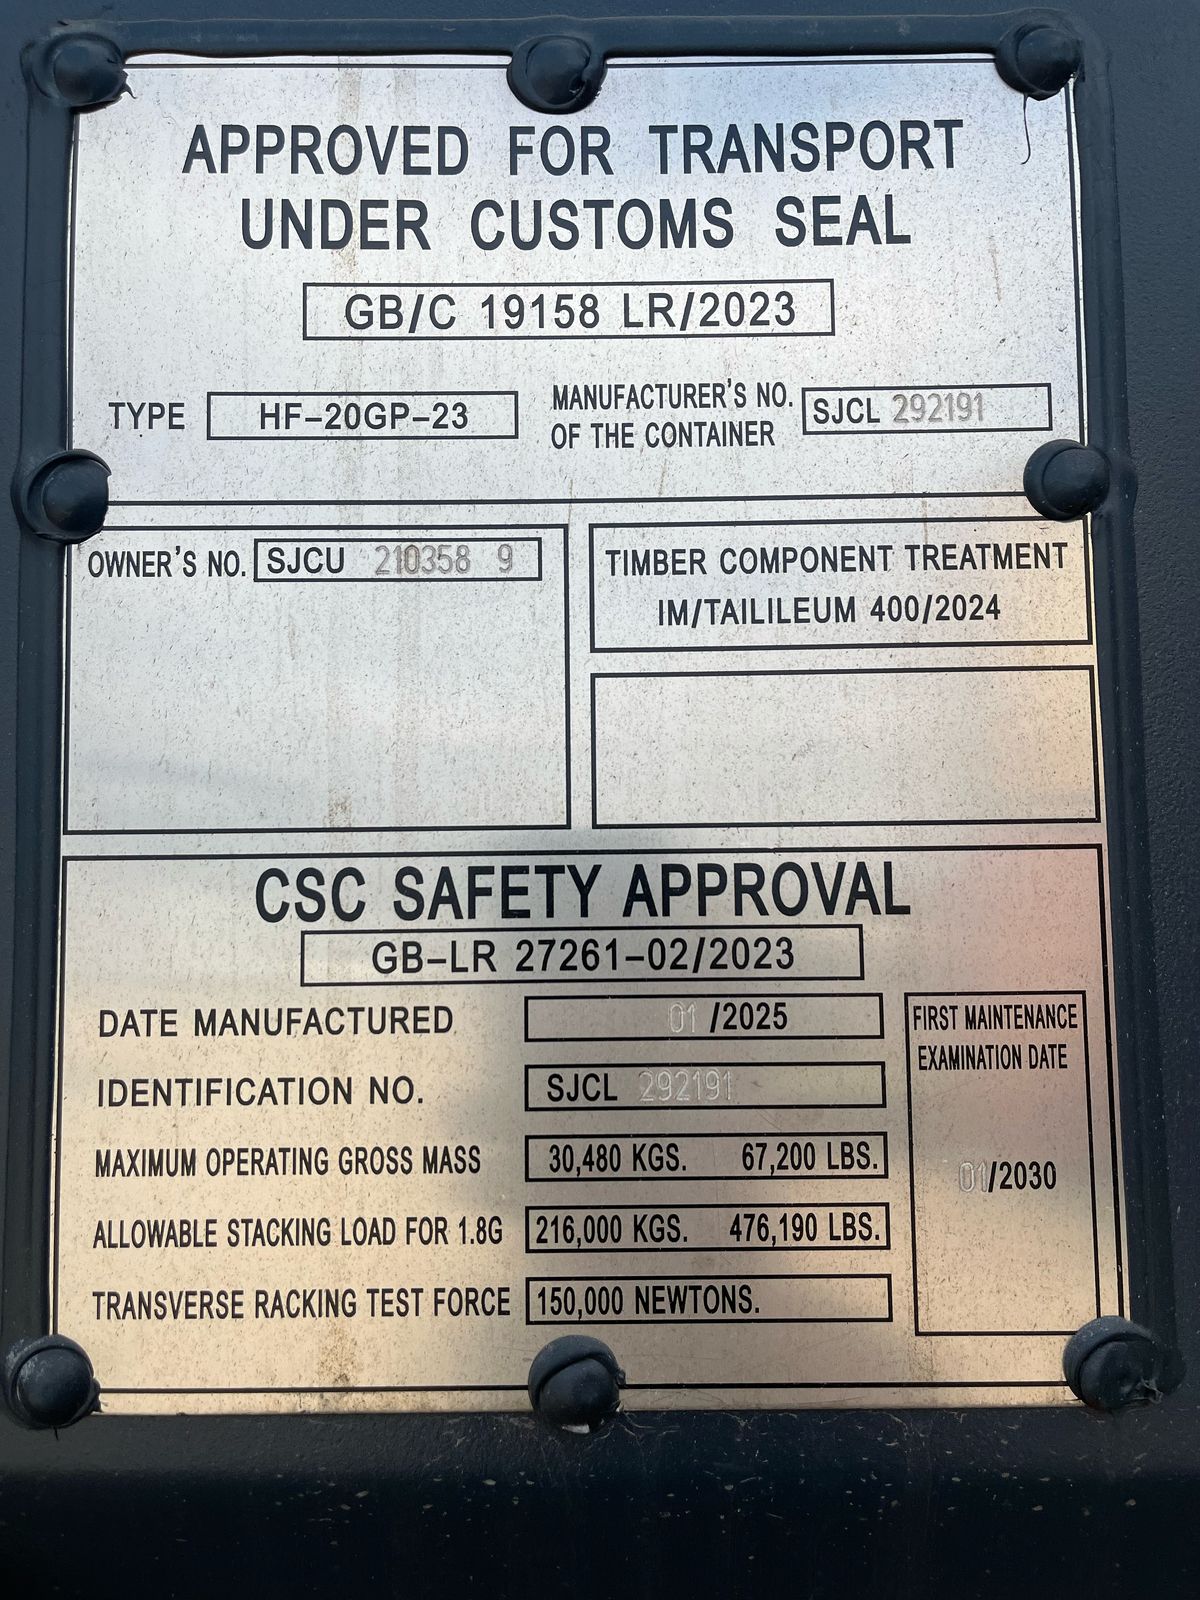 APPROVED FOR TRANSPORT
UNDER CUSTOMS SEAL
GB/C 19158 LR/2023
TYPE HF-20GP-23
MANUFACTURER'S NO.
OF THE CONTAINER
SJCL 292191
OWNER'S NO. SJCU 210358 9
TIMBER COMPONENT TREATMENT
IM/TAILILEUM 400/2024
CSC SAFETY APPROVAL
GB-LR 27261-02/2023
DATE MANUFACTURED 01/2025
IDENTIFICATION NO. SJCL 292191
MAXIMUM OPERATING GROSS MASS 30,480 KGS. 67,200 LBS.
ALLOWABLE STACKING LOAD FOR 1.8G 216,000 KGS. 476,190 LBS.
TRANSVERSE RACKING TEST FORCE 150,000 NEWTONS.
FIRST MAINTENANCE
EXAMINATION DATE
01/2030